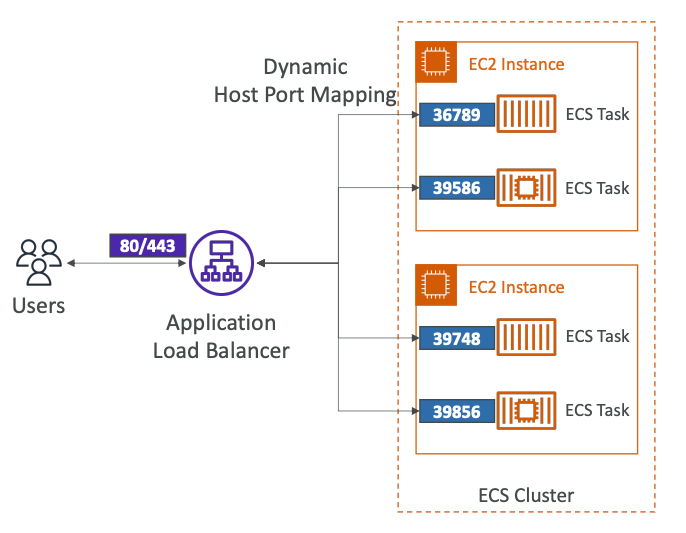 Dynamic
Host Port Mapping
EC2 Instance
36789 ECS Task
39586 ECS Task
80/443
Users
Application
Load Balancer
EC2 Instance
39748 ECS Task
39856 ECS Task
ECS Cluster